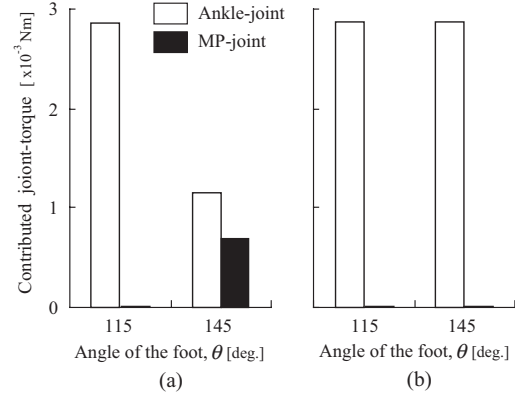 Ankle-joint
MP-joint
Contributed joiont-torque [ x10-3 Nm]
3
2
1
0
115 145 115 145
Angle of the foot, θ [deg.] Angle of the foot, θ [deg.]
(a) (b)